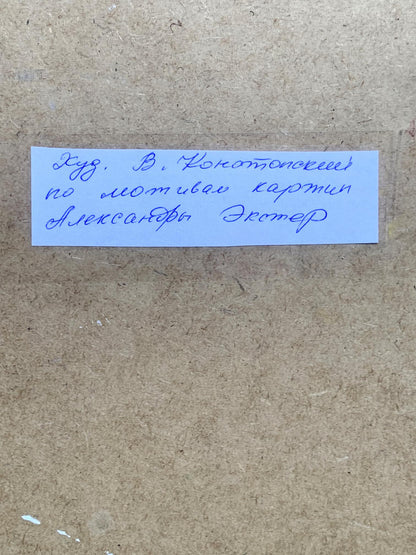 Худ. В. Конотопский
по мотивам картин
Александры Экстер